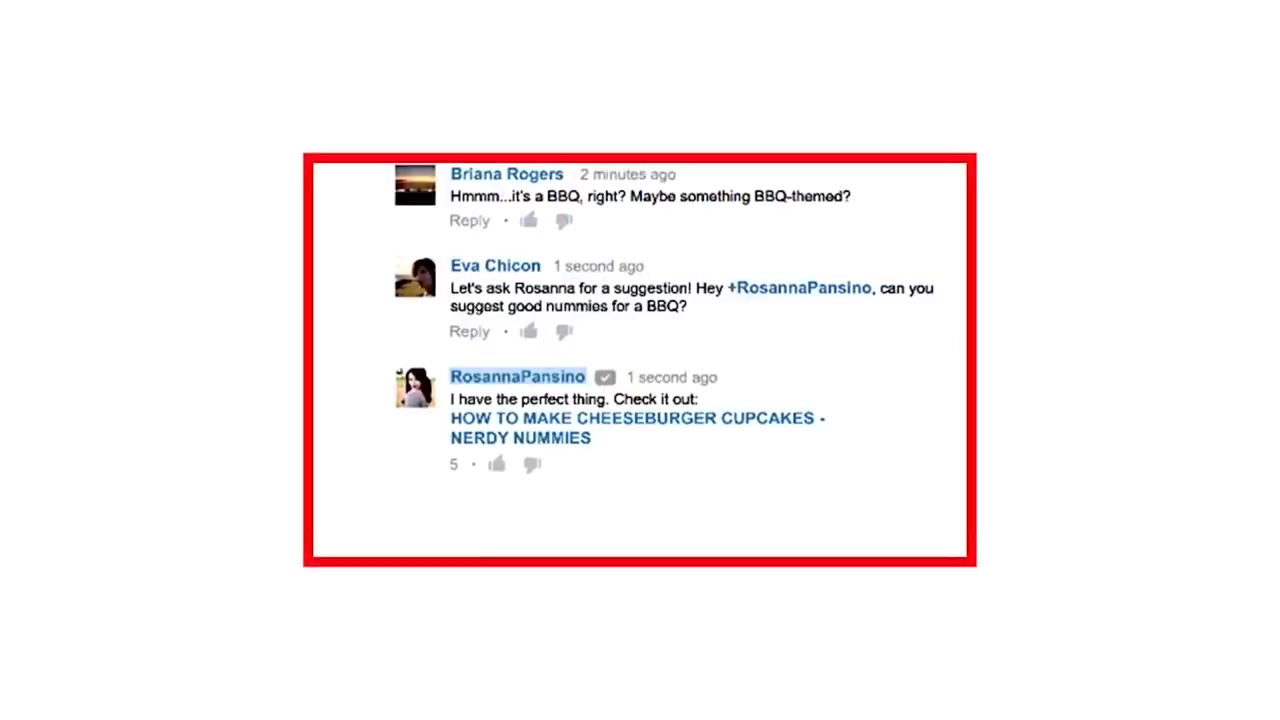 Briana Rogers 2 minutes ago
Hmmm...it's a BBQ, right? Maybe something BBQ-themed?
Reply •
Eva Chicon 1 second ago
Let's ask Rosanna for a suggestion! Hey +RosannaPansino, can you
suggest good nummies for a BBQ?
Reply •
RosannaPansino 1 second ago
I have the perfect thing. Check it out:
HOW TO MAKE CHEESEBURGER CUPCAKES -
NERDY NUMMIES
5 •